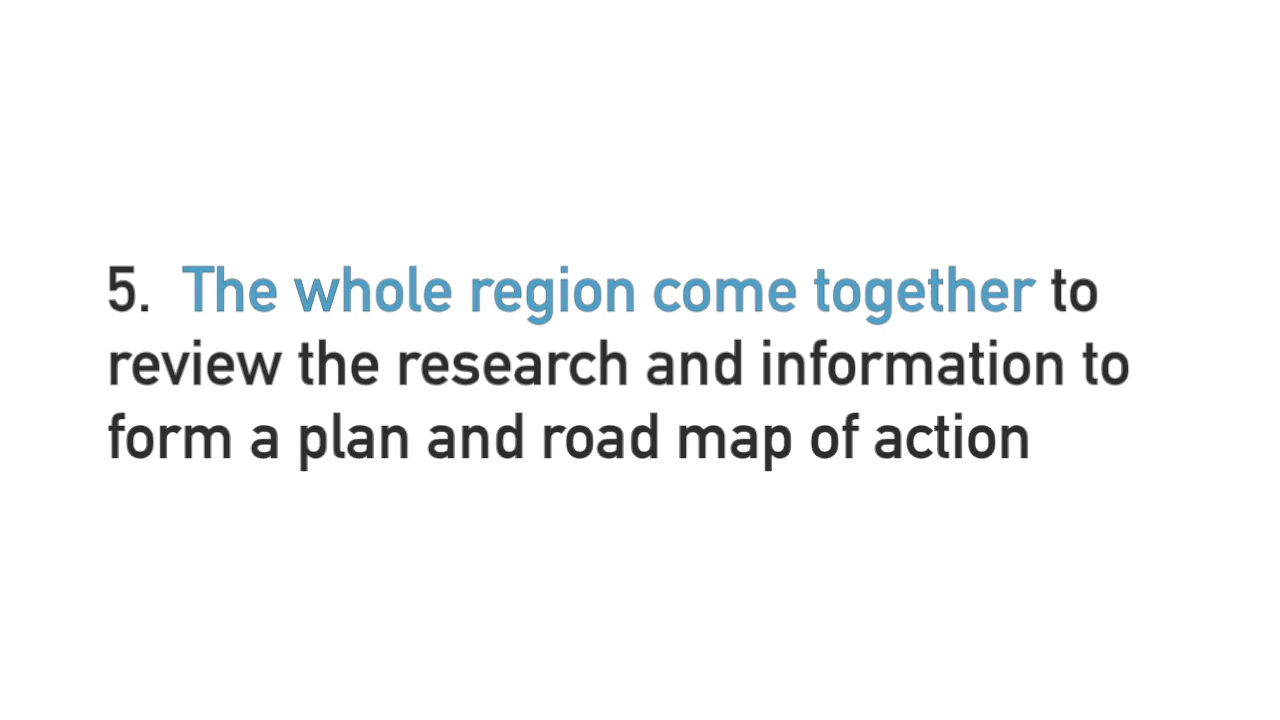 5. The whole region come together to
review the research and information to
form a plan and road map of action